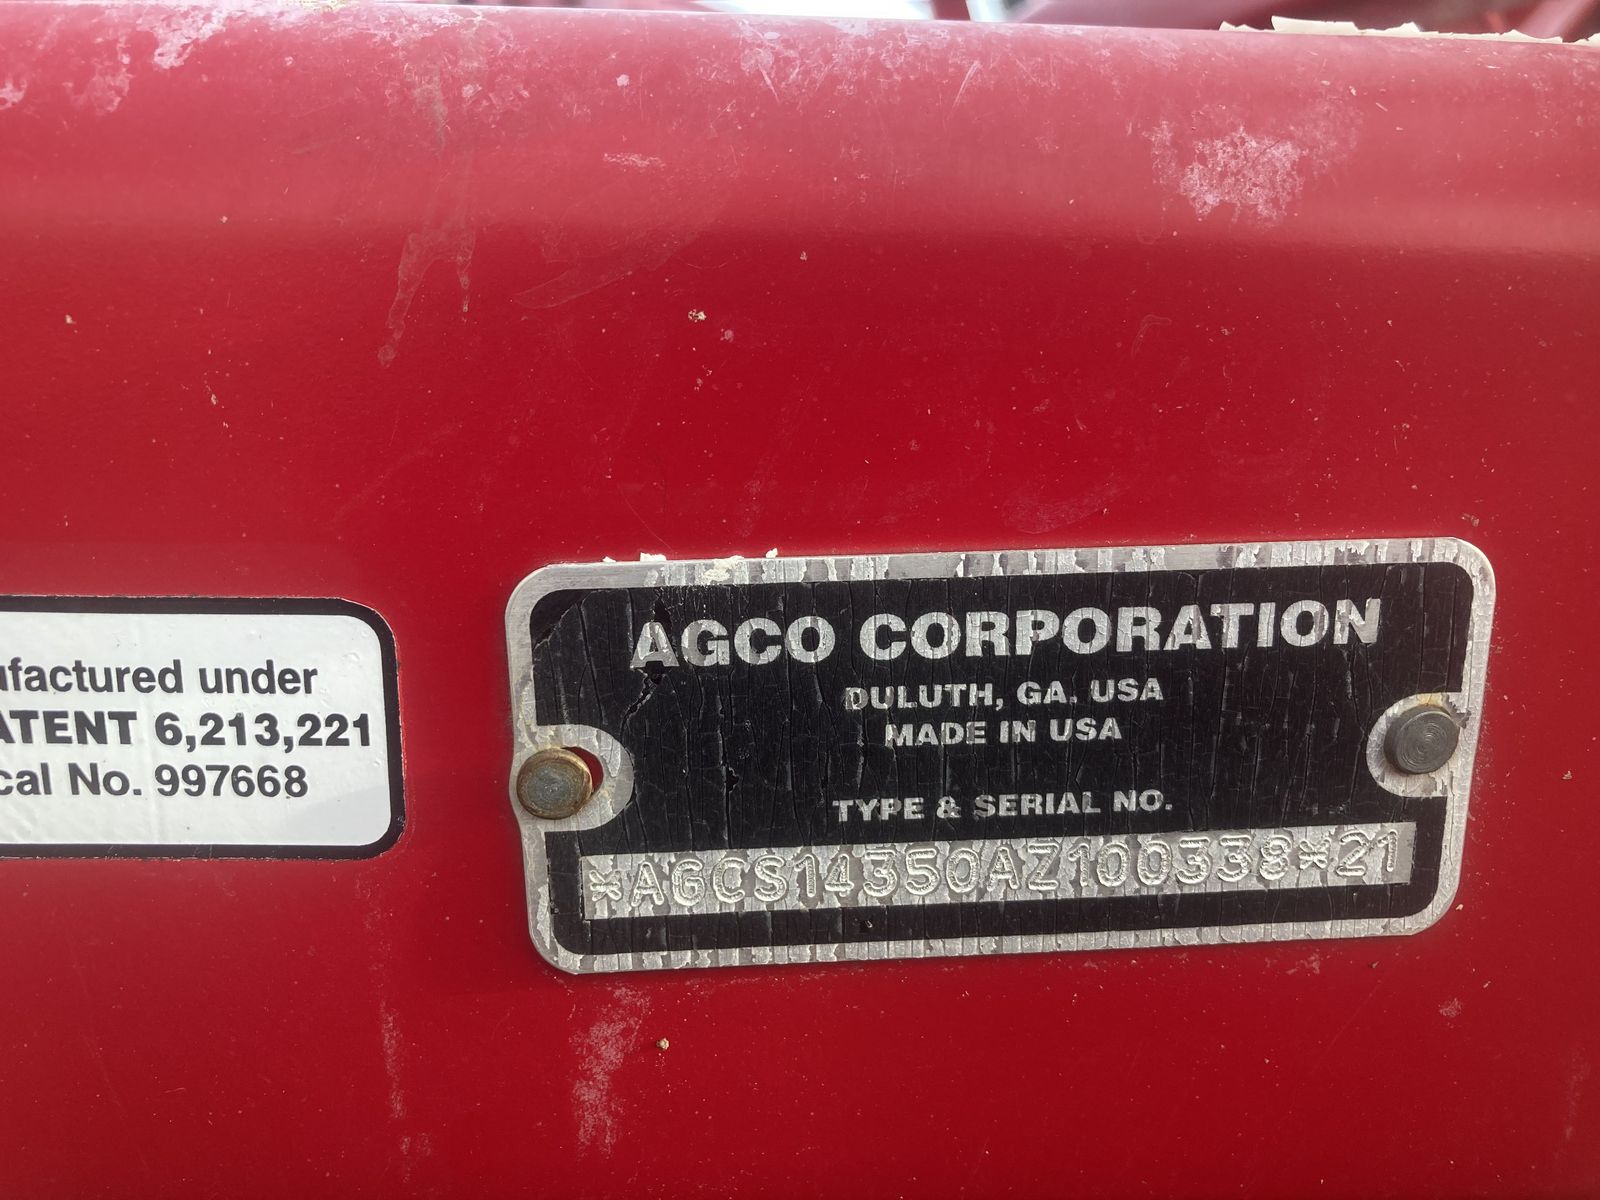 ufactured under
ATENT 6,213,221
cal No. 997668
AGCO CORPORATION
DULUTH, GA. USA
MADE IN USA
TYPE & SERIAL NO.
*AGCS14350AZ100338*21